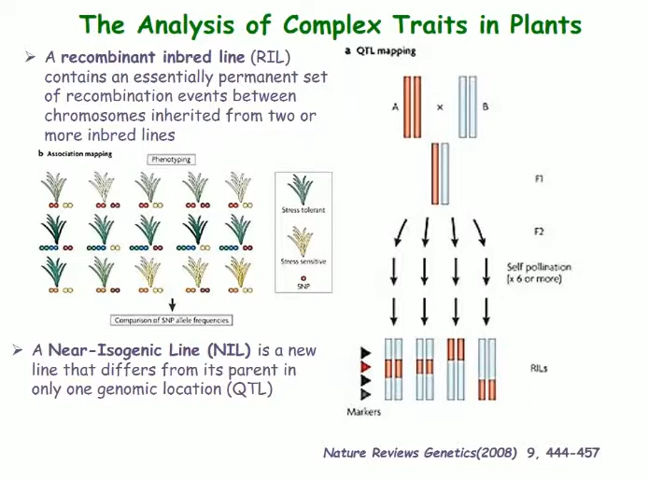 The Analysis of Complex Traits in Plants
➢ A recombinant inbred line (RIL)
contains an essentially permanent set
of recombination events between
chromosomes inherited from two or
more inbred lines
b Association mapping
Phenotyping
Stress tolerant
Stress sensitive
SNP
Comparison of SNP allele frequencies
➢ A Near-Isogenic Line (NIL) is a new
line that differs from its parent in
only one genomic location (QTL)
a QTL mapping
A x B
F1
F2
Self pollination
(x 6 or more)
RILs
Markers
Nature Reviews Genetics(2008) 9, 444-457